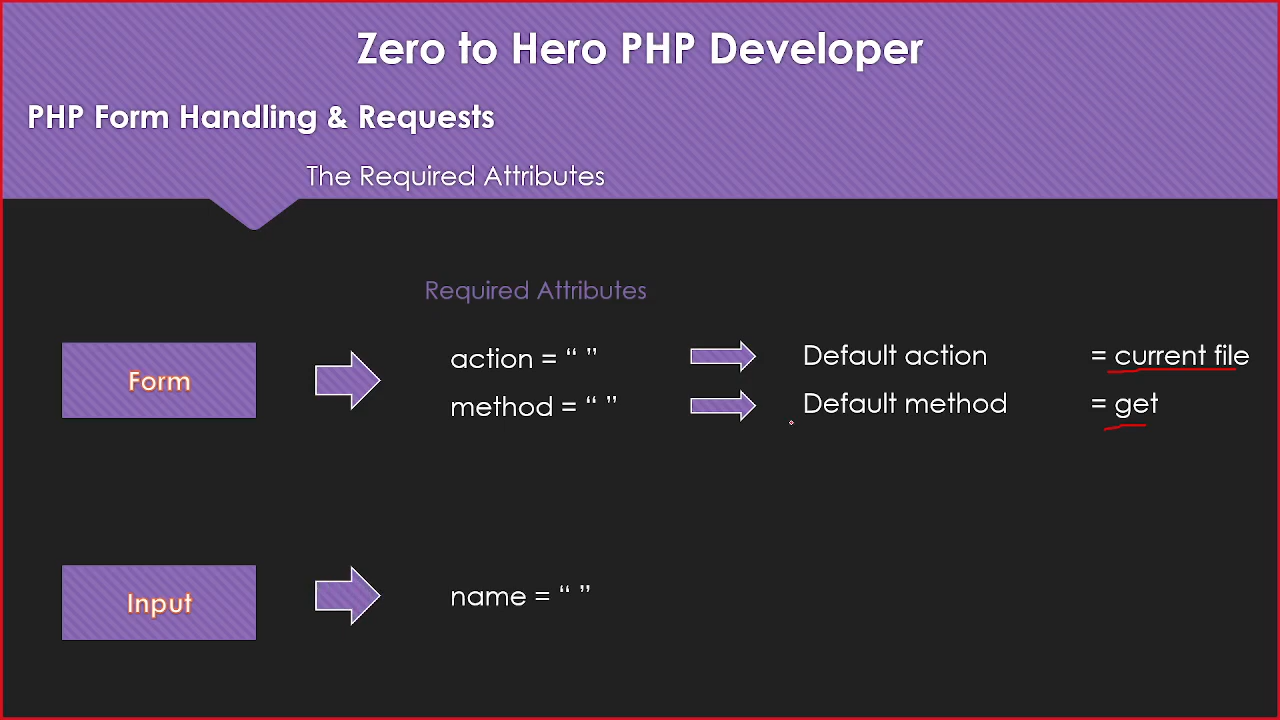 Zero to Hero PHP Developer
PHP Form Handling & Requests
The Required Attributes
Required Attributes
Form
action = “ ”
Default action
= current file
method = “ ”
Default method
= get
Input
name = “ ”